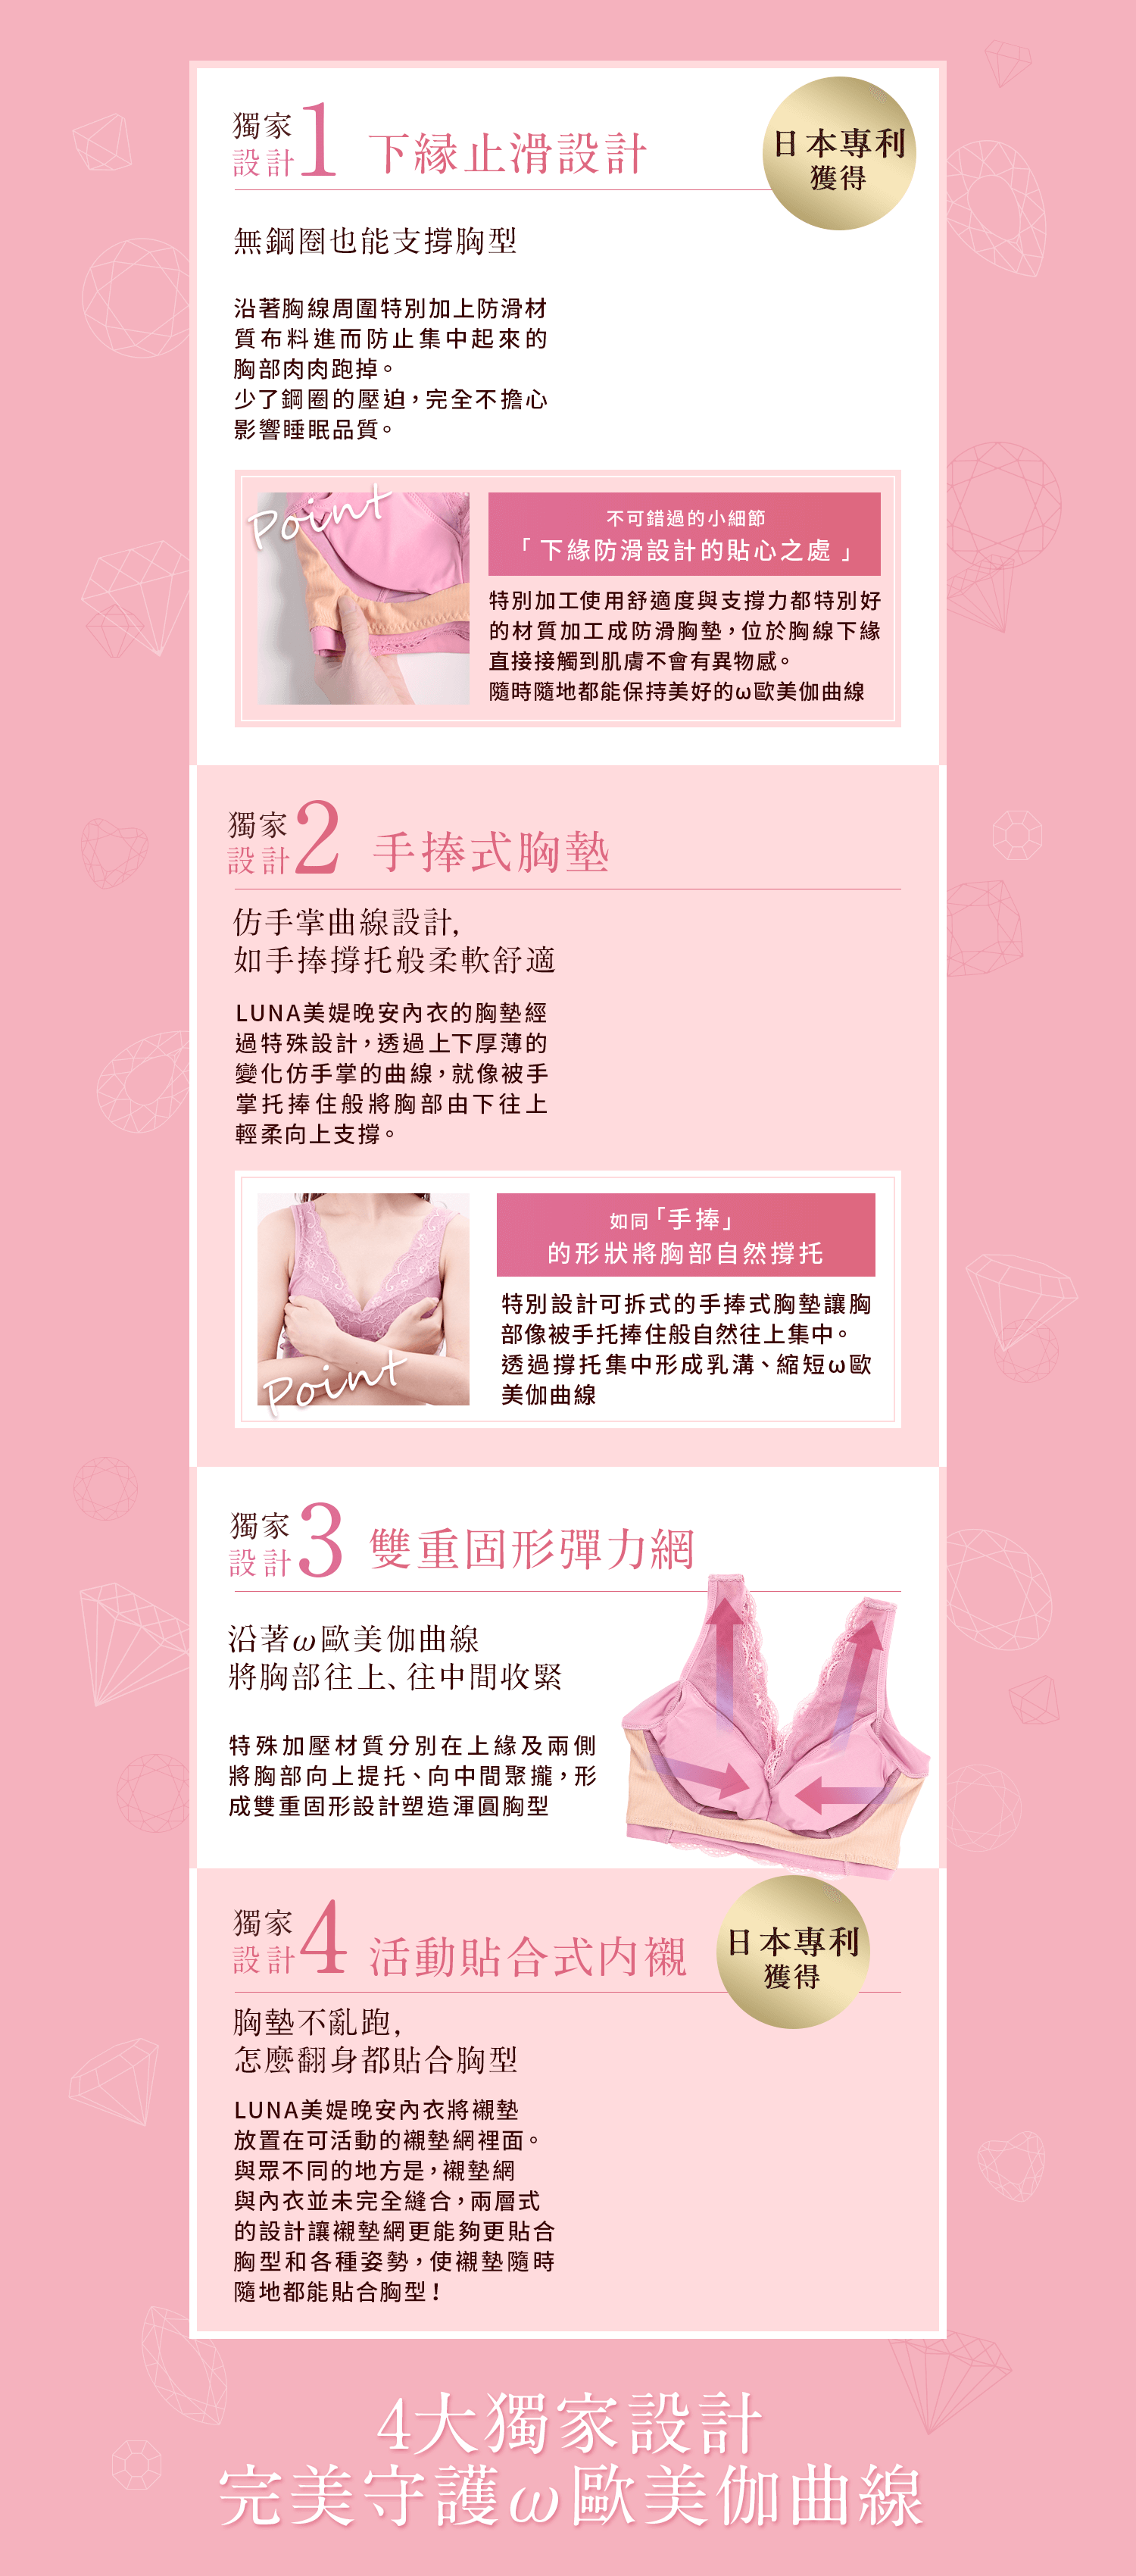 獨家
設計1 下緣止滑設計
日本專利
獲得
無鋼圈也能支撐胸型
沿著胸線周圍特別加上防滑材
質布料進而防止集中起來的
胸部肉肉跑掉。
少了鋼圈的壓迫，完全不擔心
影響睡眠品質。
Point
不可錯過的小細節
「下緣防滑設計的貼心之處」
特別加工使用舒適度與支撐力都特別好
的材質加工成防滑胸墊，位於胸線下緣
直接接觸到肌膚不會有異物感。
隨時隨地都能保持美好的ω歐美伽曲線
獨家
設計2 手捧式胸墊
仿手掌曲線設計，
如手捧撐托般柔軟舒適
LUNA美媞晚安內衣的胸墊經
過特殊設計，透過上下厚薄的
變化仿手掌的曲線，就像被手
掌托捧住般將胸部由下往上
輕柔向上支撐。
如同「手捧」
的形狀將胸部自然撐托
特別設計可拆式的手捧式胸墊讓胸
部像被手托捧住般自然往上集中。
透過撐托集中形成乳溝、縮短ω歐
美伽曲線
Point
獨家
設計3 雙重固形彈力網
沿著ω歐美伽曲線
將胸部往上、往中間收緊
特殊加壓材質分別在上緣及兩側
將胸部向上提托、向中間聚攏，形
成雙重固形設計塑造渾圓胸型
獨家
設計4 活動貼合式内襯
日本專利
獲得
胸墊不亂跑，
怎麼翻身都貼合胸型
LUNA美媞晚安內衣將襯墊
放置在可活動的襯墊網裡面。
與眾不同的地方是，襯墊網
與內衣並未完全縫合，兩層式
的設計讓襯墊網更能夠更貼合
胸型和各種姿勢，使襯墊隨時
隨地都能貼合胸型！
4大獨家設計
完美守護ω歐美伽曲線